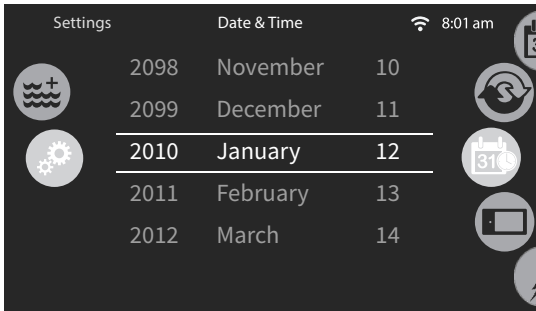 Settings Date & Time 8:01 am
2098 November 10
2099 December 11
2010 January 12
31
2011 February 13
2012 March 14